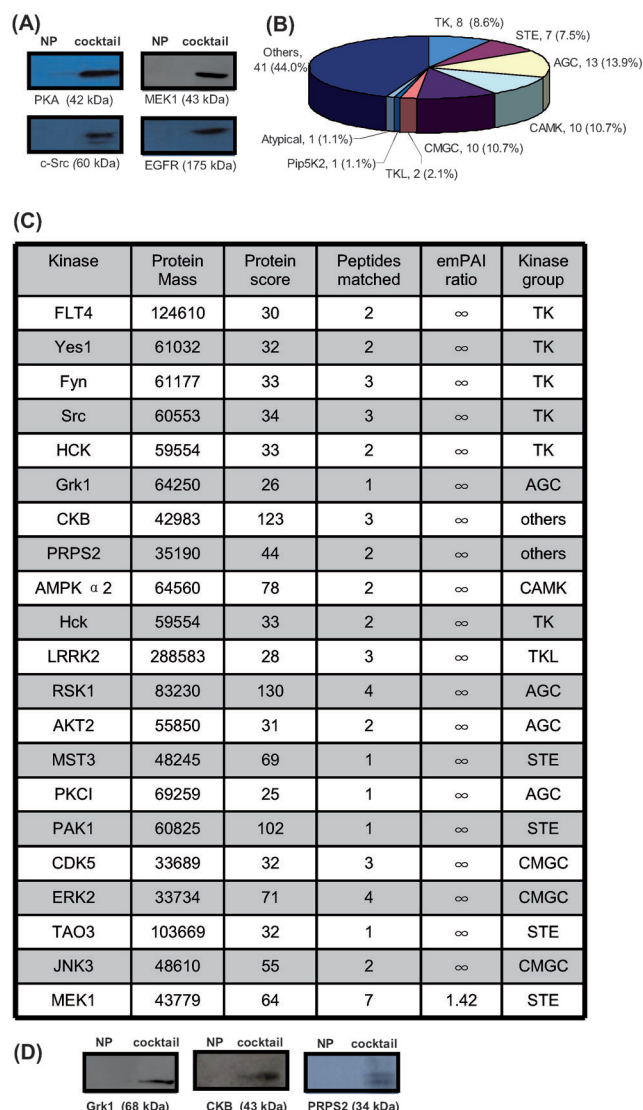 (A)
NP cocktail
PKA (42 kDa)
NP cocktail
MEK1 (43 kDa)
c-Src (60 kDa)
EGFR (175 kDa)
(B)
TK, 8 (8.6%)
STE, 7 (7.5%)
AGC, 13 (13.9%)
CAMK, 10 (10.7%)
CMGC, 10 (10.7%)
TKL, 2 (2.1%)
Pip5K2, 1 (1.1%)
Atypical, 1 (1.1%)
Others,
41 (44.0%)
(C)
Kinase Protein Mass Protein score Peptides matched emPAI ratio Kinase group
FLT4 124610 30 2 ∞ TK
Yes1 61032 32 2 ∞ TK
Fyn 61177 33 3 ∞ TK
Src 60553 34 3 ∞ TK
HCK 59554 33 2 ∞ TK
Grk1 64250 26 1 ∞ AGC
CKB 42983 123 3 ∞ others
PRPS2 35190 44 2 ∞ others
AMPK α2 64560 78 2 ∞ CAMK
Hck 59554 33 2 ∞ TK
LRRK2 288583 28 3 ∞ TKL
RSK1 83230 130 4 ∞ AGC
AKT2 55850 31 2 ∞ AGC
MST3 48245 69 1 ∞ STE
PKCI 69259 25 1 ∞ AGC
PAK1 60825 102 1 ∞ STE
CDK5 33689 32 3 ∞ CMGC
ERK2 33734 71 4 ∞ CMGC
TAO3 103669 32 1 ∞ STE
JNK3 48610 55 2 ∞ CMGC
MEK1 43779 64 7 1.42 STE
(D)
NP cocktail NP cocktail NP cocktail
Grk1 (68 kDa) CKB (43 kDa) PRPS2 (34 kDa)